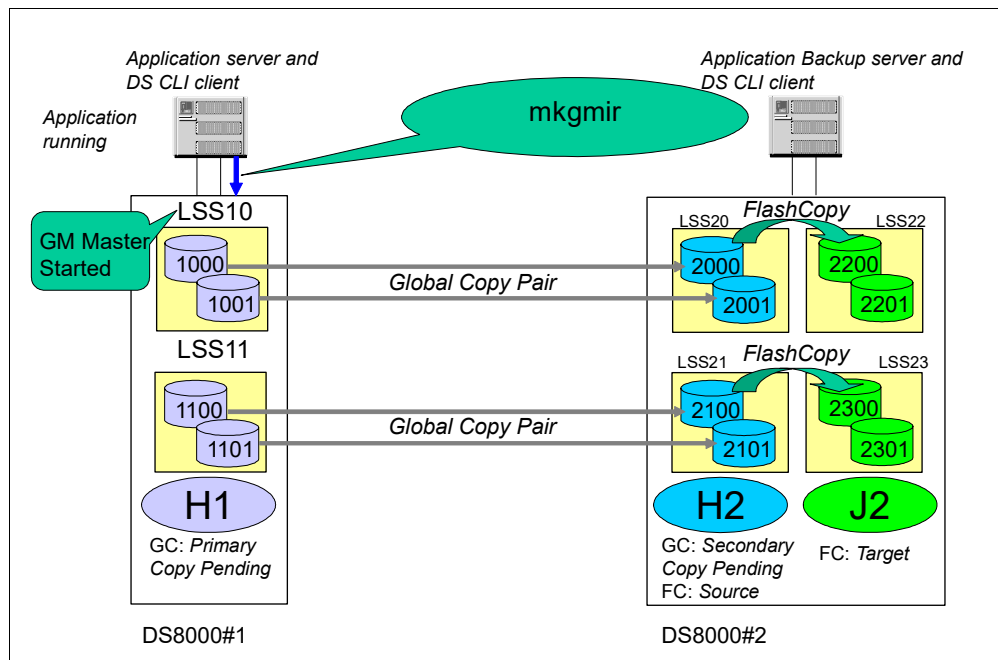 Application server and
DS CLI client
Application
running
mkgmir
Application Backup server and
DS CLI client
LSS10
GM Master
Started
1000
1001
Global Copy Pair
LSS11
1100
1101
Global Copy Pair
H1
GC: Primary
Copy Pending
DS8000#1
FlashCopy
LSS20
LSS22
2000
2001
2200
2201
FlashCopy
LSS21
LSS23
2100
2101
2300
2301
H2
J2
GC: Secondary
Copy Pending
FC: Source
FC: Target
DS8000#2